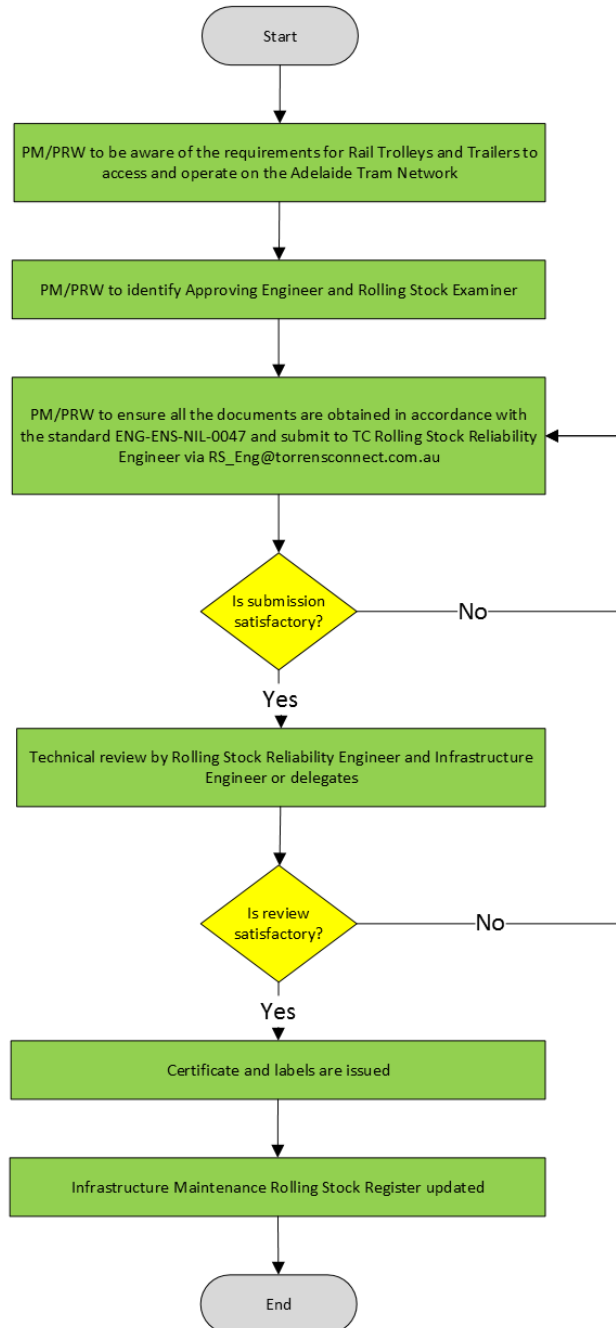 Start
PM/PRW to be aware of the requirements for Rail Trolleys and Trailers to
access and operate on the Adelaide Tram Network
PM/PRW to identify Approving Engineer and Rolling Stock Examiner
PM/PRW to ensure all the documents are obtained in accordance with
the standard ENG-ENS-NIL-0047 and submit to TC Rolling Stock Reliability
Engineer via RS_Eng@torrensconnect.com.au
Is submission
satisfactory?
No
Yes
Technical review by Rolling Stock Reliability Engineer and Infrastructure
Engineer or delegates
Is review
satisfactory?
No
Yes
Certificate and labels are issued
Infrastructure Maintenance Rolling Stock Register updated
End